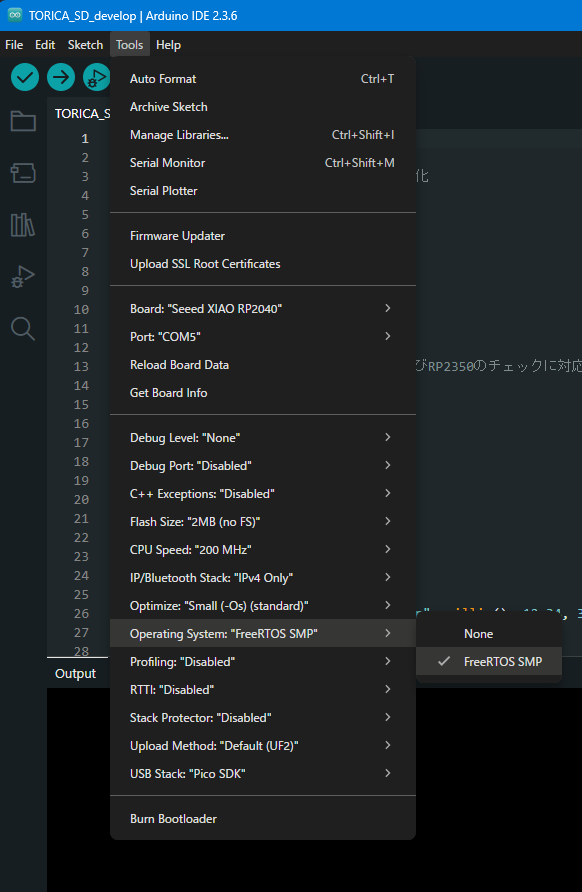 TORICA_SD_develop | Arduino IDE 2.3.6
File Edit Sketch Tools Help
TORICA_S
Auto Format Ctrl+T
Archive Sketch
Manage Libraries... Ctrl+Shift+I
Serial Monitor Ctrl+Shift+M
Serial Plotter
Firmware Updater
Upload SSL Root Certificates
Board: "Seeed XIAO RP2040"
Port: "COM5"
Reload Board Data
Get Board Info
Debug Level: "None"
Debug Port: "Disabled"
C++ Exceptions: "Disabled"
Flash Size: "2MB (no FS)"
CPU Speed: "200 MHz"
IP/Bluetooth Stack: "IPv4 Only"
Optimize: "Small (-Os) (standard)"
Operating System: "FreeRTOS SMP"
Profiling: "Disabled"
RTTI: "Disabled"
Stack Protector: "Disabled"
Upload Method: "Default (UF2)"
USB Stack: "Pico SDK"
Burn Bootloader
None
FreeRTOS SMP
1
2
3 化
4
5
6
7
8
9
10
11
12
13 びRP2350のチェックに対応
14
15
16
17
18
19
20
21
22
23
24
25
26
27
28
Output